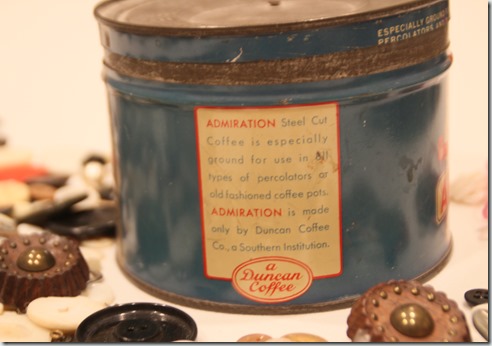 ESPECIALLY GROUND
PERCOLATORS AND
ADMIRATION Steel Cut
Coffee is especially
ground for use in all
types of percolators or
old fashioned coffee pots.
ADMIRATION is made
only by Duncan Coffee
Co., a Southern Institution.
a
Duncan
Coffee